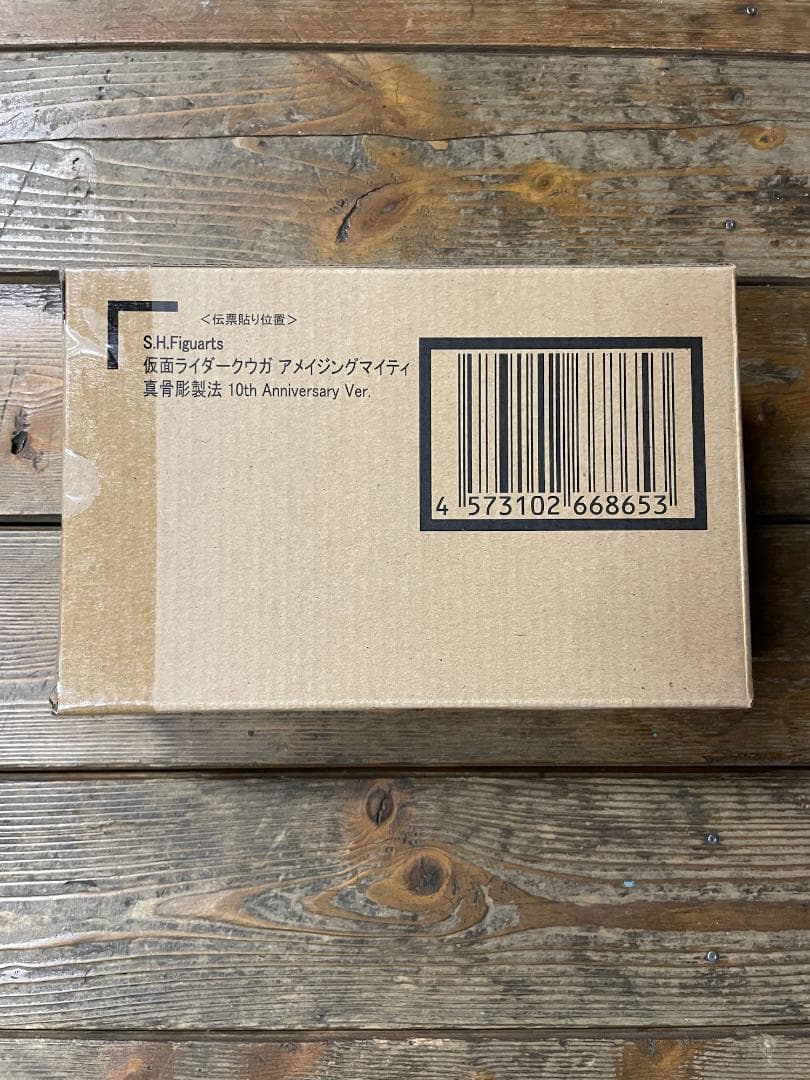 <伝票貼り位置>
S.H.Figuarts
仮面ライダークウガ アメイジングマイティ
真骨彫製法 10th Anniversary Ver.
4 573102 668653